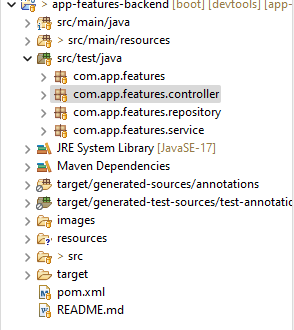 > app-features-backend [boot] [devtools] [app-
src/main/java
> src/main/resources
src/test/java
com.app.features
com.app.features.controller
com.app.features.repository
com.app.features.service
JRE System Library [JavaSE-17]
Maven Dependencies
target/generated-sources/annotations
target/generated-test-sources/test-annotatic
images
resources
> src
target
pom.xml
README.md